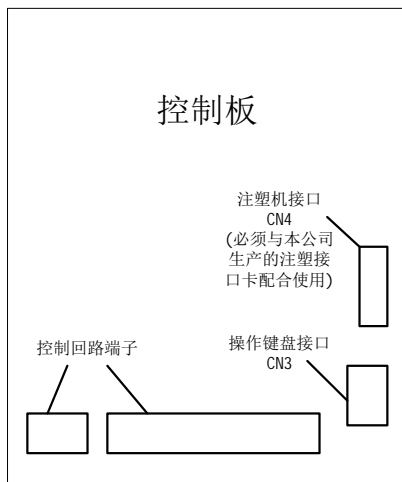 控制板
注塑机接口
CN4
(必须与本公司
生产的注塑接
口卡配合使用)
控制回路端子
操作键盘接口
CN3